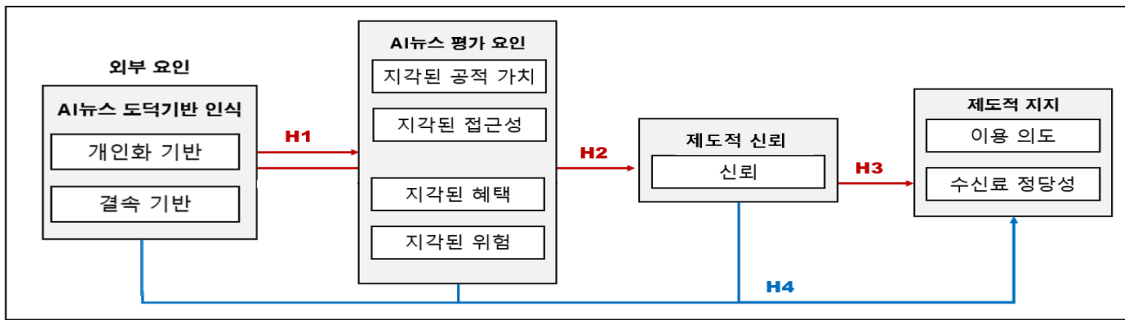 외부 요인
AI뉴스 도덕기반 인식
개인화 기반
결속 기반
H1
AI뉴스 평가 요인
지각된 공적 가치
지각된 접근성
지각된 혜택
지각된 위험
H2
제도적 신뢰
신뢰
H3
제도적 지지
이용 의도
수신료 정당성
H4